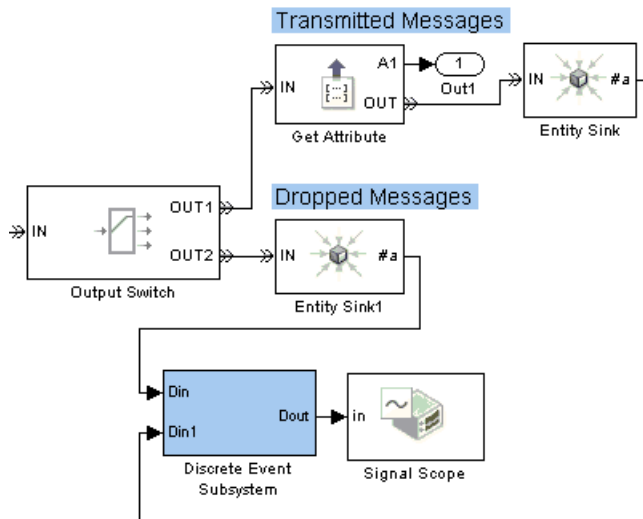 Transmitted Messages
IN
A1
OUT
Get Attribute
1
Out1
IN
#a
Entity Sink
IN
OUT1
OUT2
Output Switch
Dropped Messages
IN
#a
Entity Sink1
Din
Din1
Dout
Discrete Event
Subsystem
in
Signal Scope